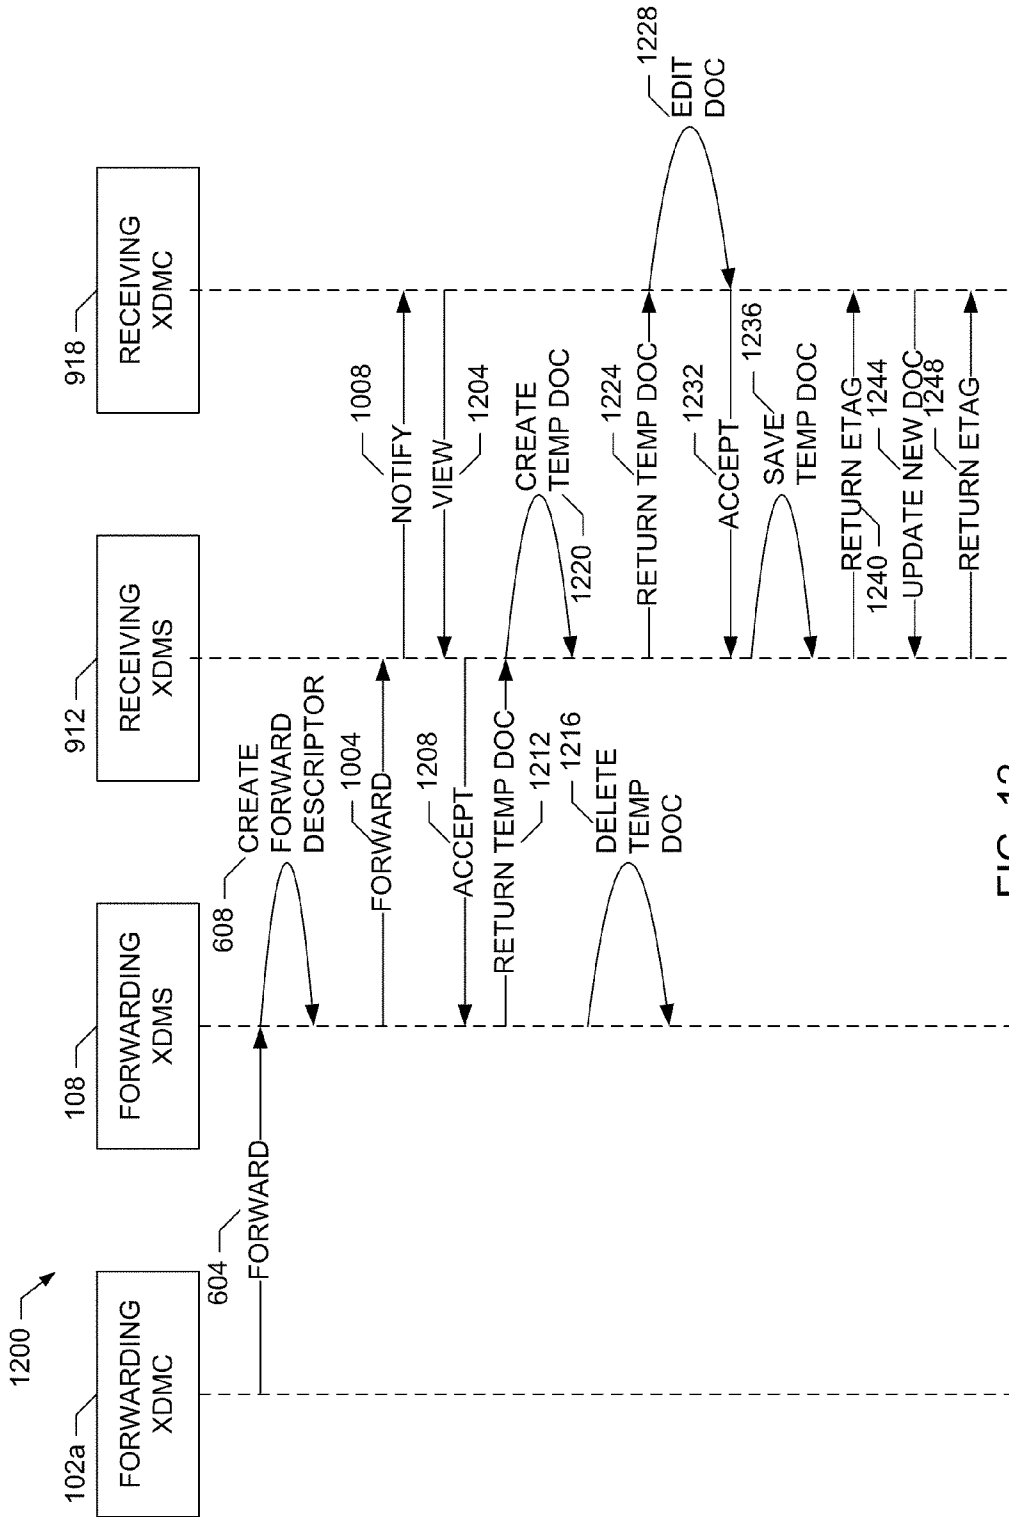 1200
102a
FORWARDING
XDMC
108
FORWARDING
XDMS
912
RECEIVING
XDMS
918
RECEIVING
XDMC
604
FORWARD
608
CREATE
FORWARD
DESCRIPTOR
1004
FORWARD
1008
NOTIFY
VIEW
1204
1208
ACCEPT
RETURN TEMP DOC
1212
CREATE
TEMP DOC
1220
1216
DELETE
TEMP
DOC
1224
RETURN TEMP DOC
1228
EDIT
DOC
1232
ACCEPT
1236
SAVE
TEMP DOC
RETURN ETAG
1240
1244
UPDATE NEW DOC
1248
RETURN ETAG